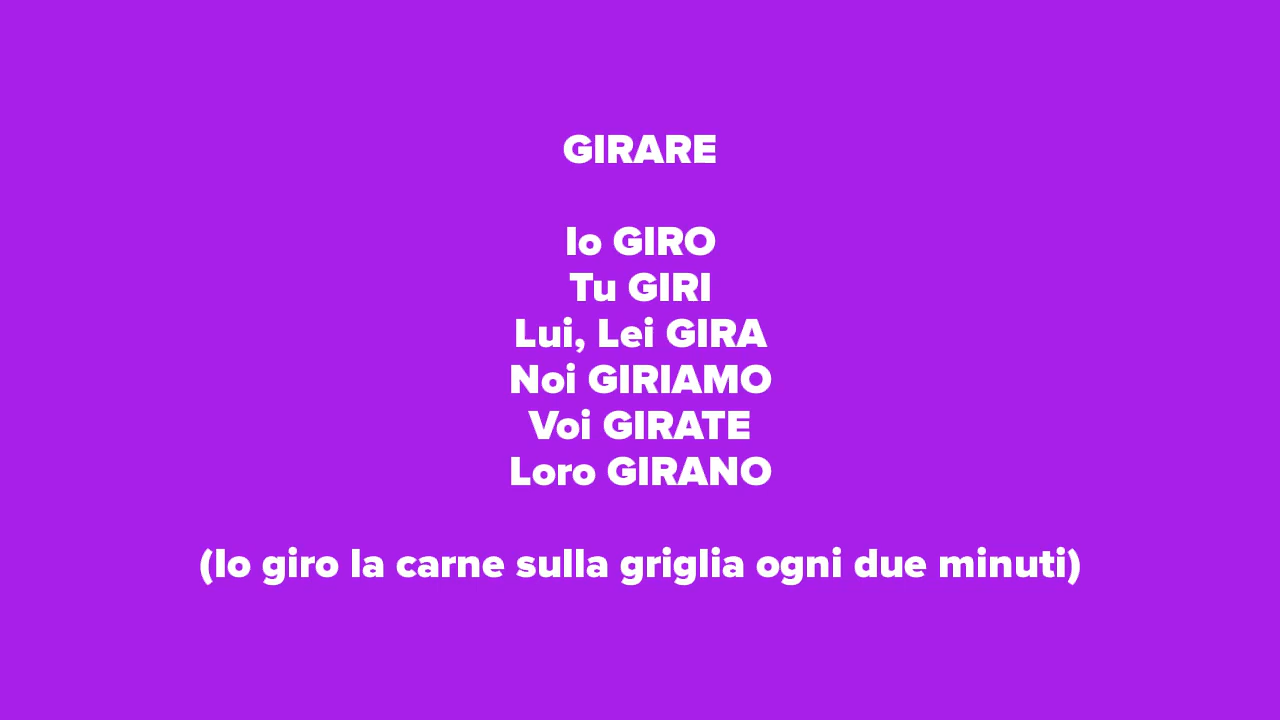 GIRARE
Io GIRO
Tu GIRI
Lui, Lei GIRA
Noi GIRIAMO
Voi GIRATE
Loro GIRANO
(Io giro la carne sulla griglia ogni due minuti)